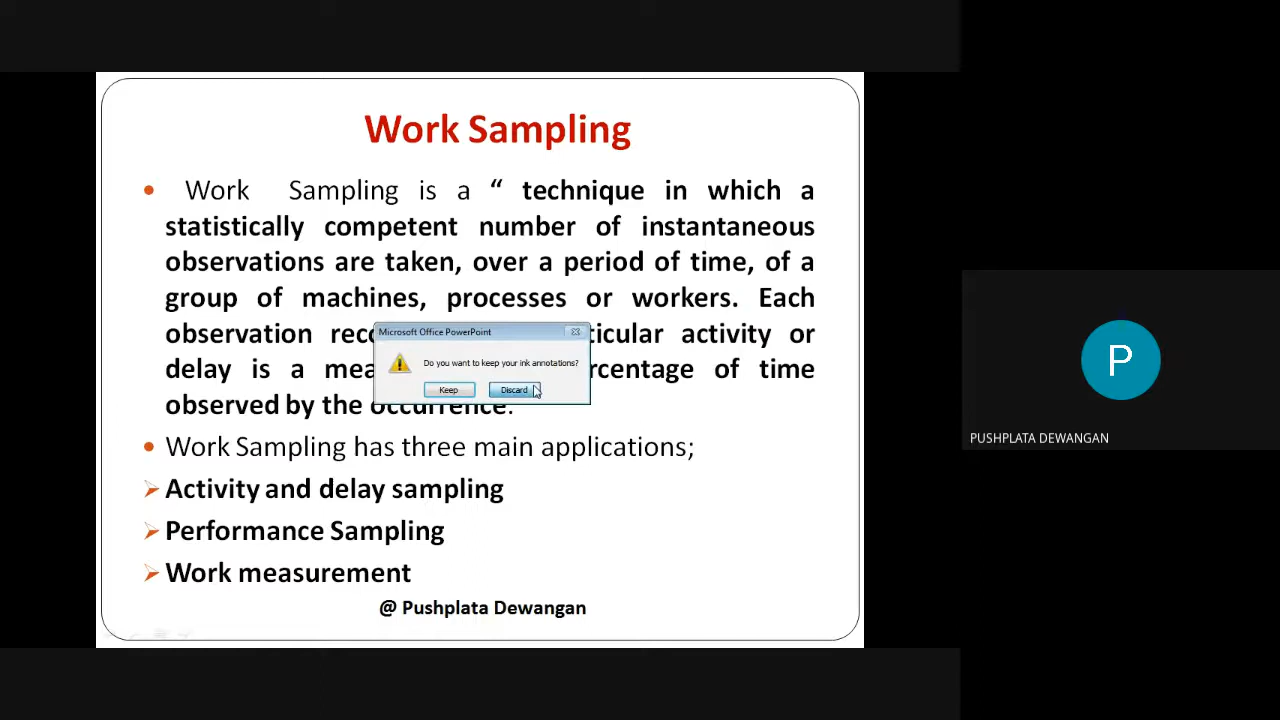 Work Sampling
• Work Sampling is a “ technique in which a
statistically competent number of instantaneous
observations are taken, over a period of time, of a
group of machines, processes or workers. Each
observation ticular activity or
delay is a rcentage of time
observed by the occurrence.
Microsoft Office PowerPoint
Do you want to keep your ink annotations?
Keep Discard
• Work Sampling has three main applications;
➢ Activity and delay sampling
➢ Performance Sampling
➢ Work measurement
@ Pushplata Dewangan
P
PUSHPLATA DEWANGAN